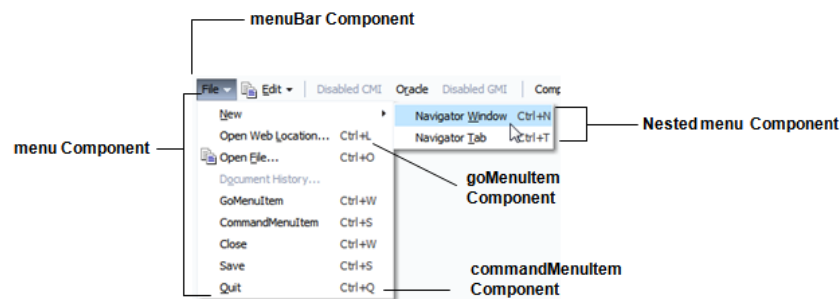 menuBar Component
File Edit Disabled CMI Oracle Disabled GMI
New Navigator Window Ctrl+N
Open Web Location... Ctrl+L Navigator Tab Ctrl+T
Nested menu Component
menu Component
Open File... Ctrl+O
Document History...
goMenuItem
Component
GoMenuItem Ctrl+W
CommandMenuItem Ctrl+S
Close Ctrl+W
Save Ctrl+S
Quit Ctrl+Q
commandMenuItem
Component